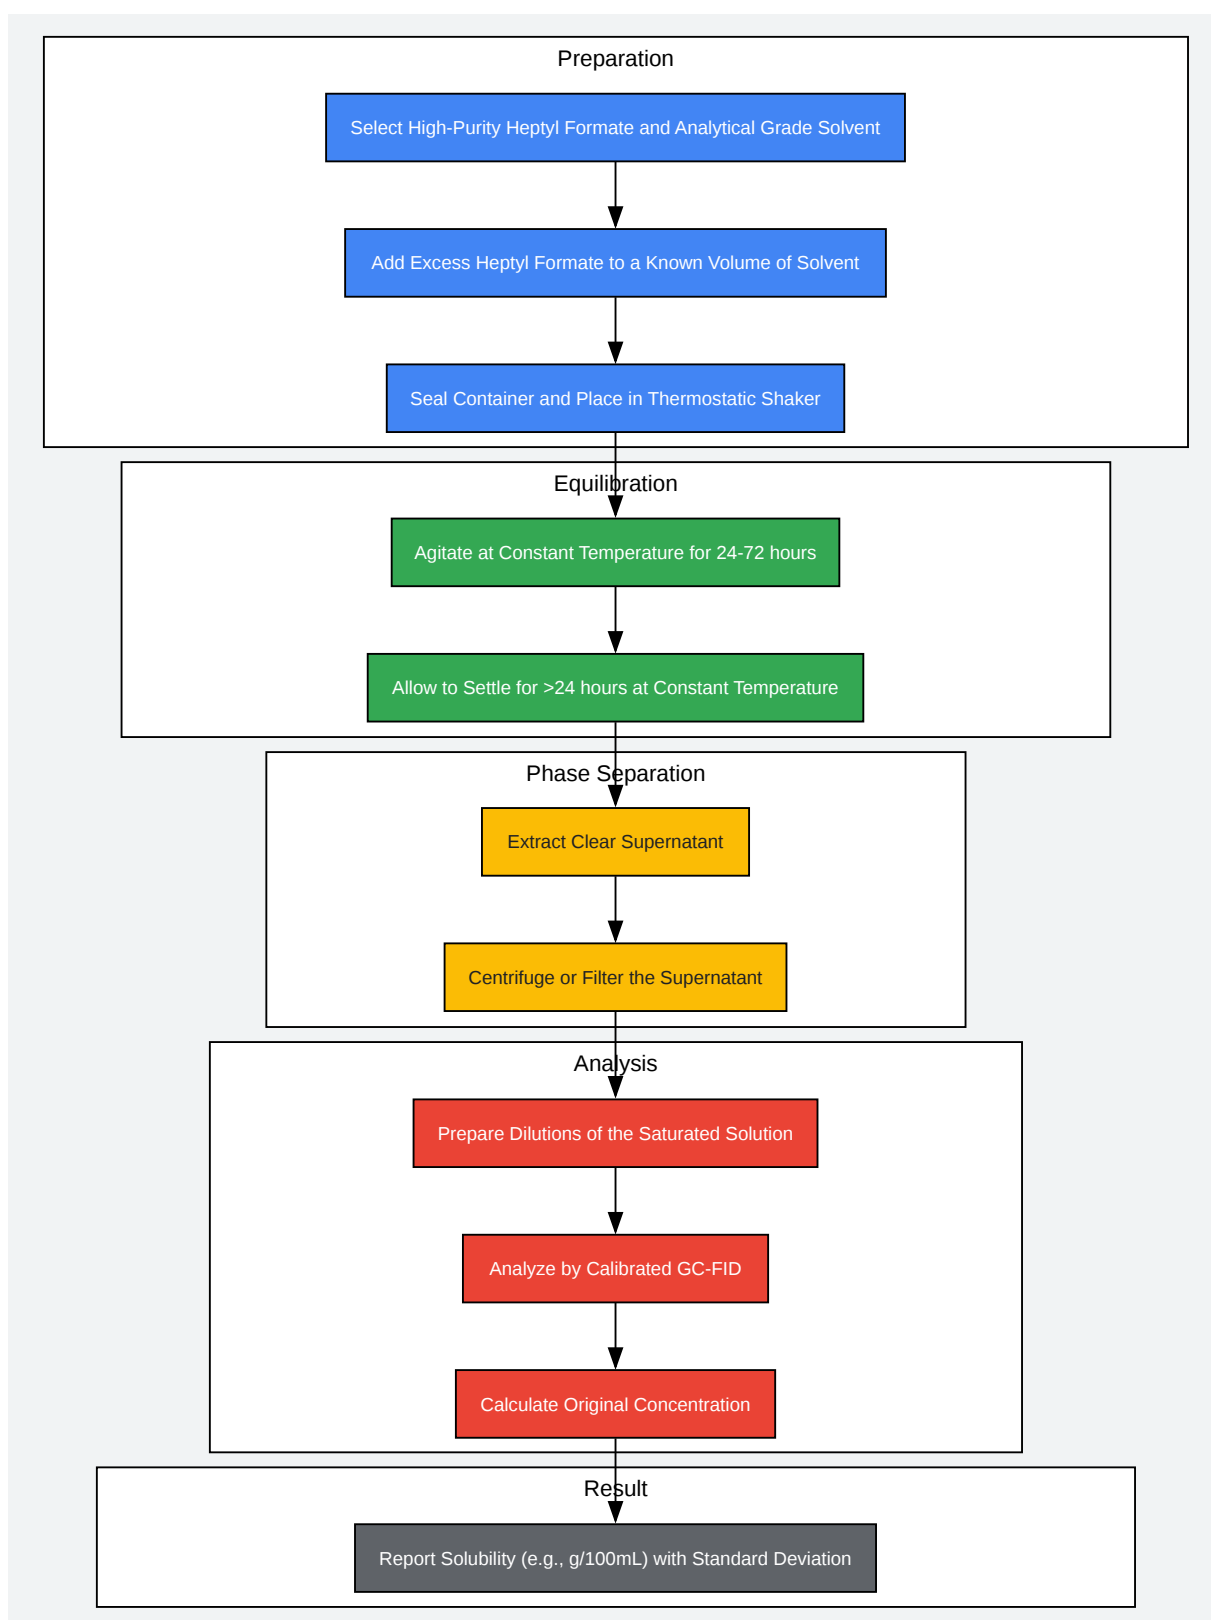 Preparation
Select High-Purity Heptyl Formate and Analytical Grade Solvent
Add Excess Heptyl Formate to a Known Volume of Solvent
Seal Container and Place in Thermostatic Shaker
Equilibration
Agitate at Constant Temperature for 24-72 hours
Allow to Settle for >24 hours at Constant Temperature
Phase Separation
Extract Clear Supernatant
Centrifuge or Filter the Supernatant
Analysis
Prepare Dilutions of the Saturated Solution
Analyze by Calibrated GC-FID
Calculate Original Concentration
Result
Report Solubility (e.g., g/100mL) with Standard Deviation